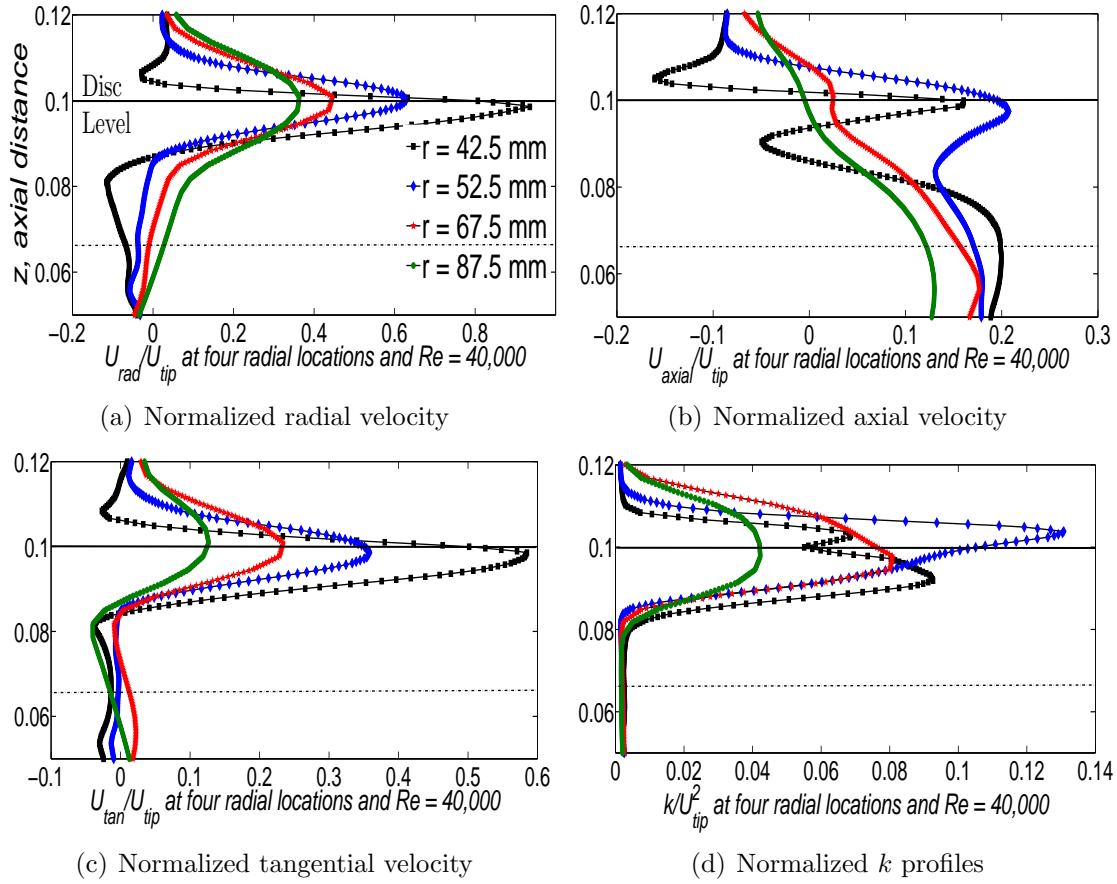 0.12
0.1
0.08
0.06
z, axial distance
Disc
Level
r = 42.5 mm
r = 52.5 mm
r = 67.5 mm
r = 87.5 mm
−0.2 0 0.2 0.4 0.6 0.8
U_rad/U_tip at four radial locations and Re = 40,000
(a) Normalized radial velocity
0.12
0.1
0.08
0.06
−0.2 −0.1 0 0.1 0.2 0.3
U_axial/U_tip at four radial locations and Re = 40,000
(b) Normalized axial velocity
0.12
0.1
0.08
0.06
−0.1 0 0.1 0.2 0.3 0.4 0.5 0.6
U_tan/U_tip at four radial locations and Re = 40,000
(c) Normalized tangential velocity
0.12
0.1
0.08
0.06
0 0.02 0.04 0.06 0.08 0.1 0.12 0.14
k/U²_tip at four radial locations and Re = 40,000
(d) Normalized k profiles